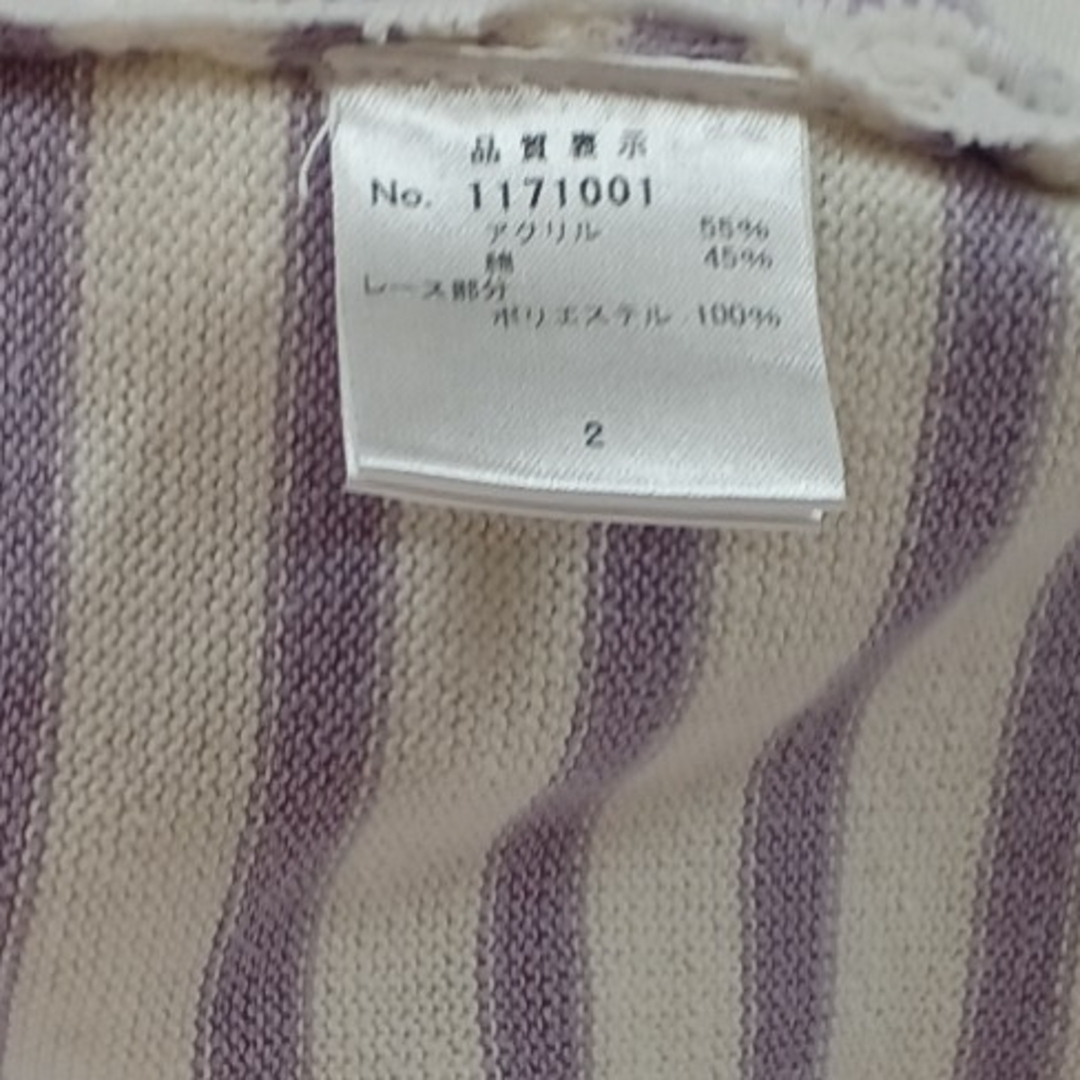 品質表示
No. 1171001
アクリル 55%
綿 45%
レース部分
ポリエステル 100%
2